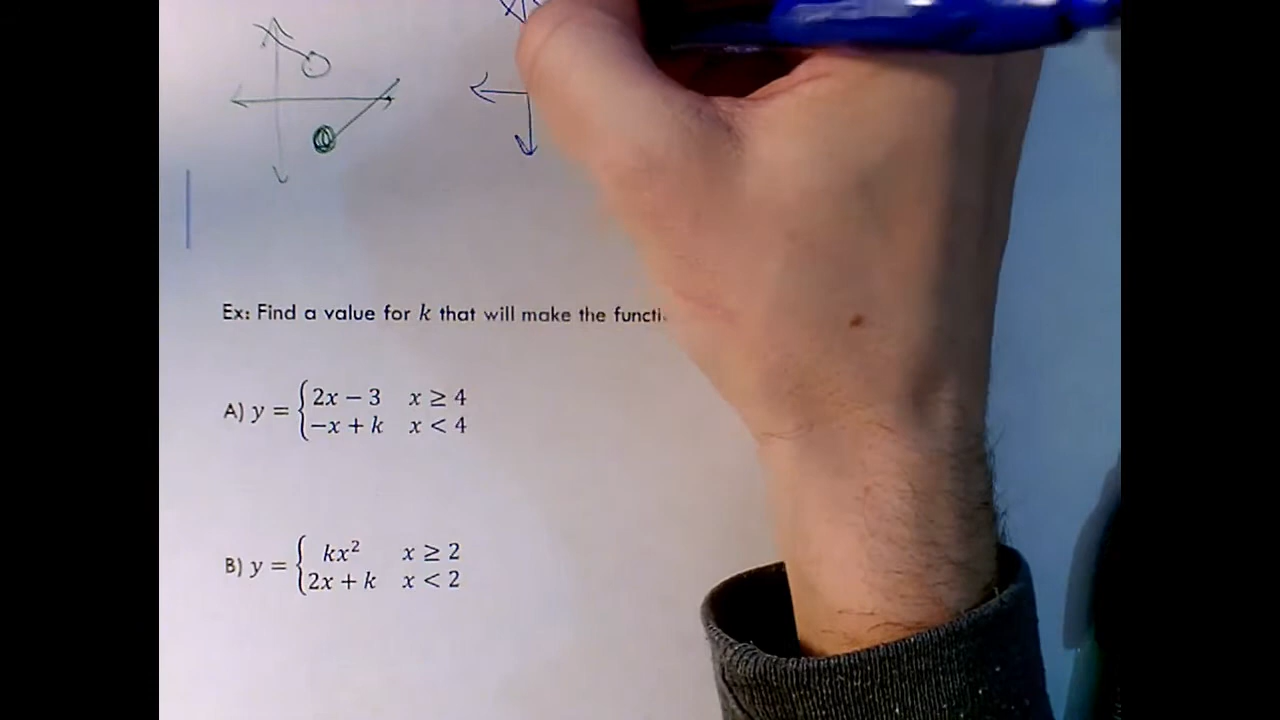 Ex: Find a value for k that will make the functi
A) y = {2x − 3 x ≥ 4
−x + k x < 4
B) y = {kx² x ≥ 2
2x + k x < 2